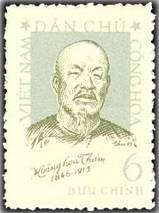 VIỆT NAM DÂN CHỦ CỘNG HÒA
Hoàng hoa Thám
1846-1913
6
BƯU CHÍNH